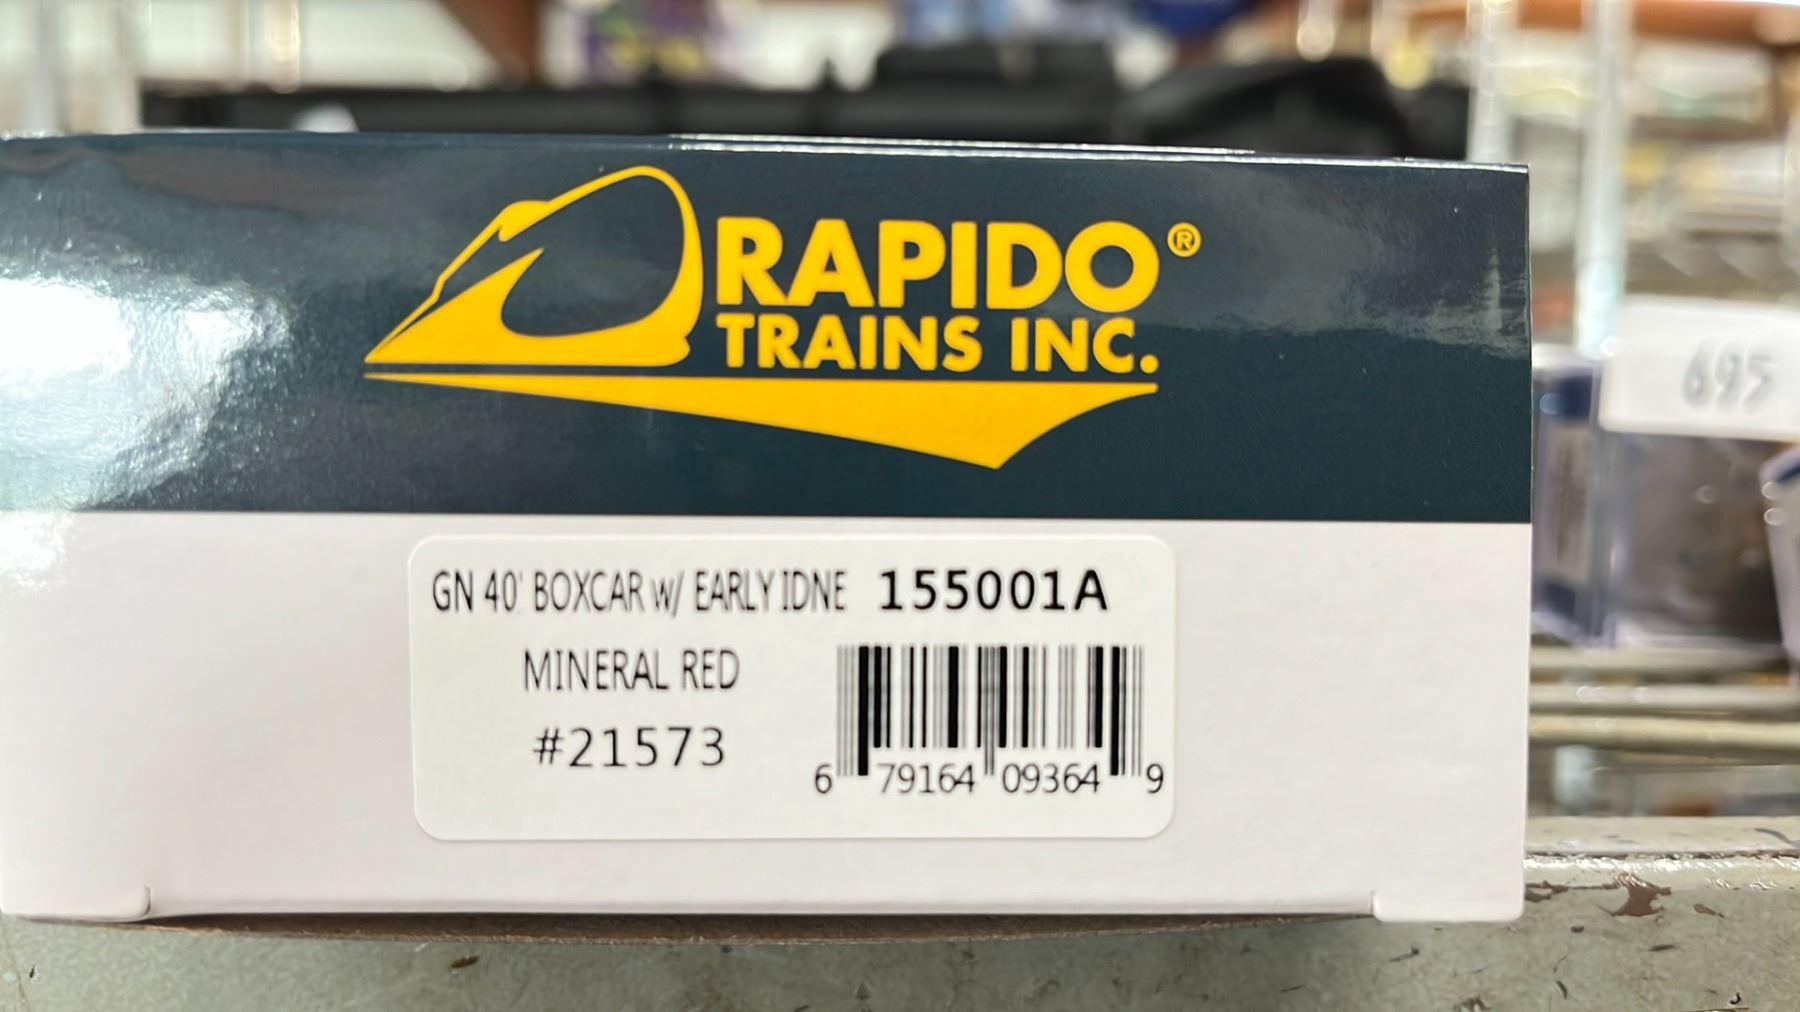 RAPIDO®
TRAINS INC.
GN 40' BOXCAR w/ EARLY IDNE 155001A
MINERAL RED
#21573
6 79164 09364 9
695